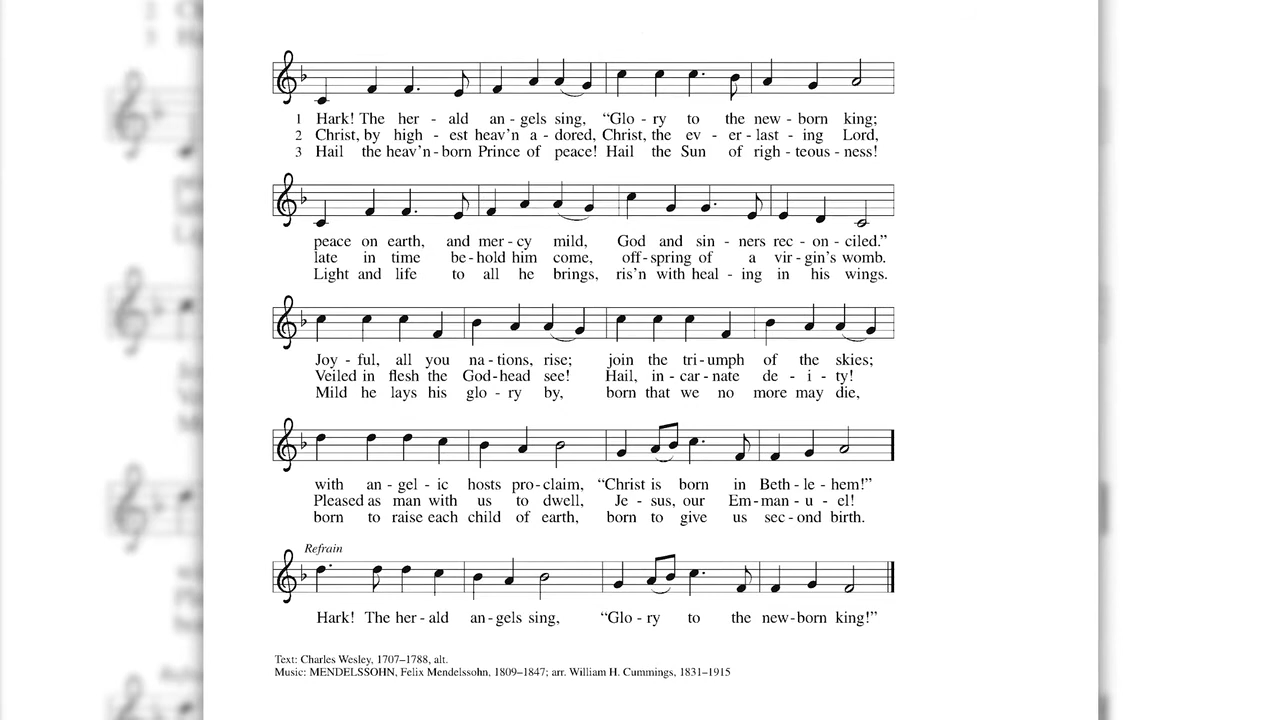 1 Hark! The her - ald an - gels sing, “Glo - ry to the new - born king;
2 Christ, by high - est heav’n a - dored, Christ, the ev - er - last - ing Lord,
3 Hail the heav’n - born Prince of peace! Hail the Sun of righ - teous - ness!
peace on earth, and mer - cy mild, God and sin - ners rec - on - ciled.”
late in time be - hold him come, off - spring of a vir - gin’s womb.
Light and life to all he brings, ris’n with heal - ing in his wings.
Joy - ful, all you na - tions, rise; join the tri - umph of the skies;
Veiled in flesh the God - head see! Hail, in - car - nate de - i - ty!
Mild he lays his glo - ry by, born that we no more may die,
with an - gel - ic hosts pro - claim, “Christ is born in Beth - le - hem!”
Pleased as man with us to dwell, Je - sus, our Em - man - u - el!
born to raise each child of earth, born to give us sec - ond birth.
Refrain
Hark! The her - ald an - gels sing, “Glo - ry to the new - born king!”
Text: Charles Wesley, 1707–1788, alt.
Music: MENDELSSOHN, Felix Mendelssohn, 1809–1847; arr. William H. Cummings, 1831–1915